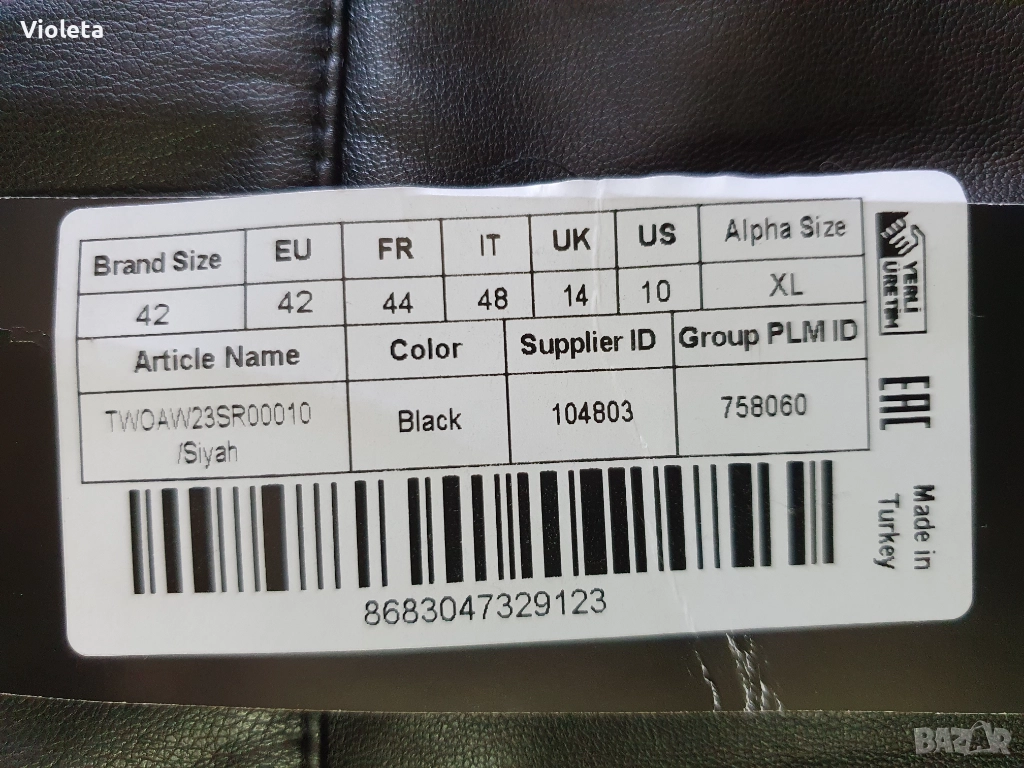 Violeta
Brand Size EU FR IT UK US Alpha Size
42 42 44 48 14 10 XL
Article Name Color Supplier ID Group PLM ID
TWOAW23SR00010 Black 104803 758060
/Siyah
8683047329123
YERLİ
ÜRETİM
EAC
Made in
Turkey
BAZAR